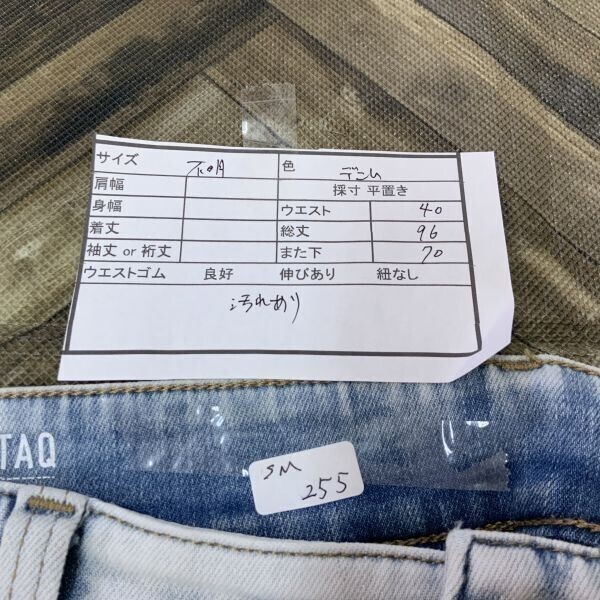 サイズ 不明 色 デニム
肩幅 採寸 平置き
身幅 ウエスト 40
着丈 総丈 96
袖丈 or 裄丈 また下 70
ウエストゴム 良好 伸びあり 紐なし
汚れあり
TAQ
SM
255